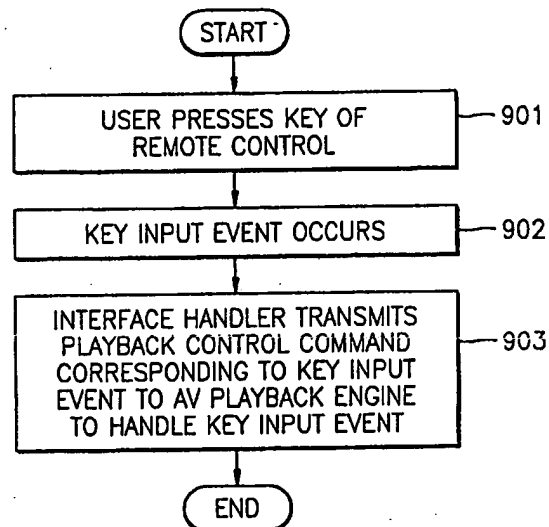 START
USER PRESSES KEY OF
REMOTE CONTROL
901
KEY INPUT EVENT OCCURS
902
INTERFACE HANDLER TRANSMITS
PLAYBACK CONTROL COMMAND
CORRESPONDING TO KEY INPUT
EVENT TO AV PLAYBACK ENGINE
TO HANDLE KEY INPUT EVENT
903
END